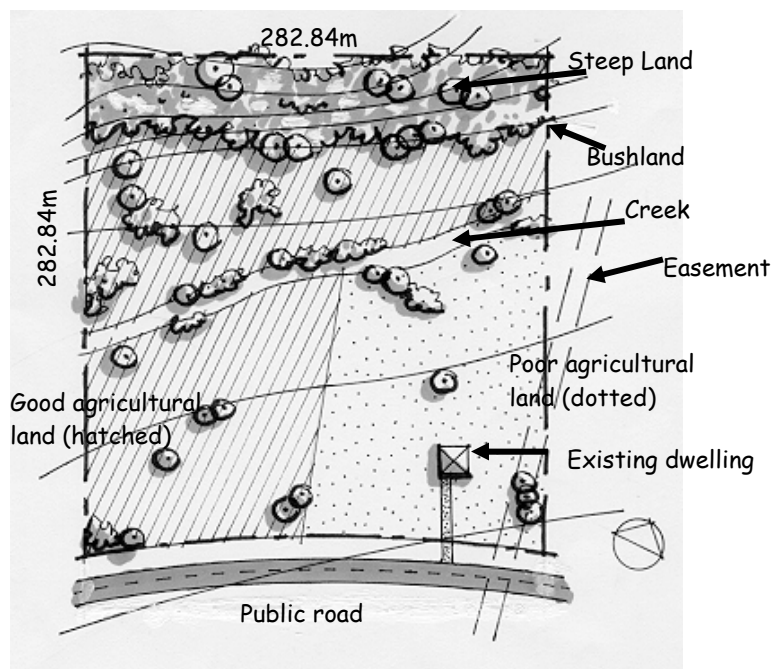 282.84m
Steep Land
Bushland
282.84m
Creek
Easement
Poor agricultural
land (dotted)
Good agricultural
land (hatched)
Existing dwelling
Public road